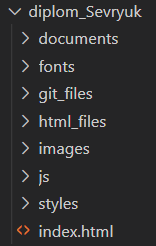 diplom_Sevryuk
documents
fonts
git_files
html_files
images
js
styles
index.html